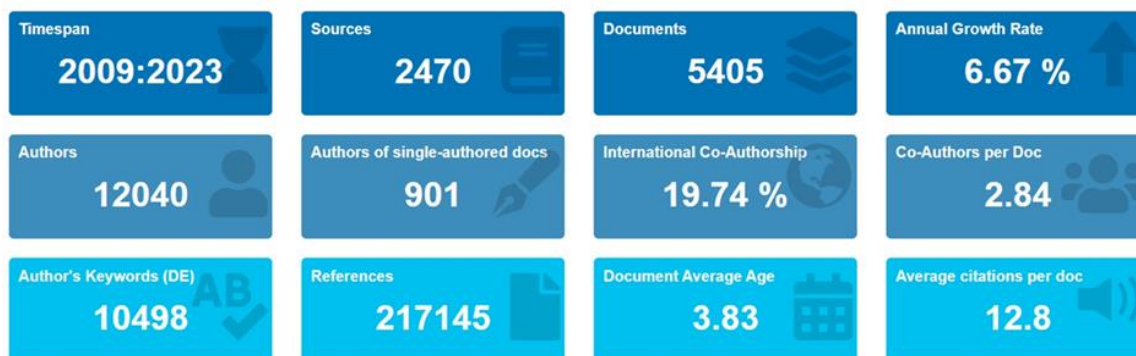 Timespan
2009:2023
Sources
2470
Documents
5405
Annual Growth Rate
6.67 %
Authors
12040
Authors of single-authored docs
901
International Co-Authorship
19.74 %
Co-Authors per Doc
2.84
Author's Keywords (DE)
AB
10498
References
217145
Document Average Age
3.83
Average citations per doc
12.8